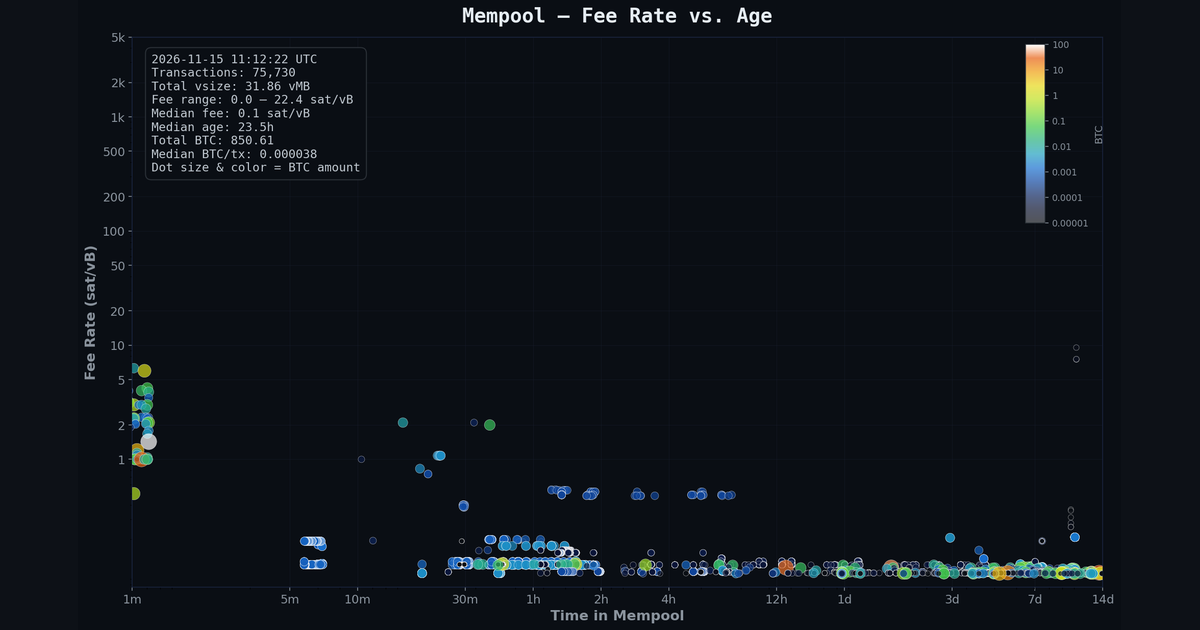 Mempool — Fee Rate vs. Age
2026-11-15 11:12:22 UTC
Transactions: 75,730
Total vsize: 31.86 vMB
Fee range: 0.0 — 22.4 sat/vB
Median fee: 0.1 sat/vB
Median age: 23.5h
Total BTC: 850.61
Median BTC/tx: 0.000038
Dot size & color = BTC amount
100
10
1
0.1
0.01
0.001
0.0001
0.00001
BTC
Fee Rate (sat/vB)
5k
2k
1k
500
200
100
50
20
10
5
2
1
1m 5m 10m 30m 1h 2h 4h 12h 1d 3d 7d 14d
Time in Mempool